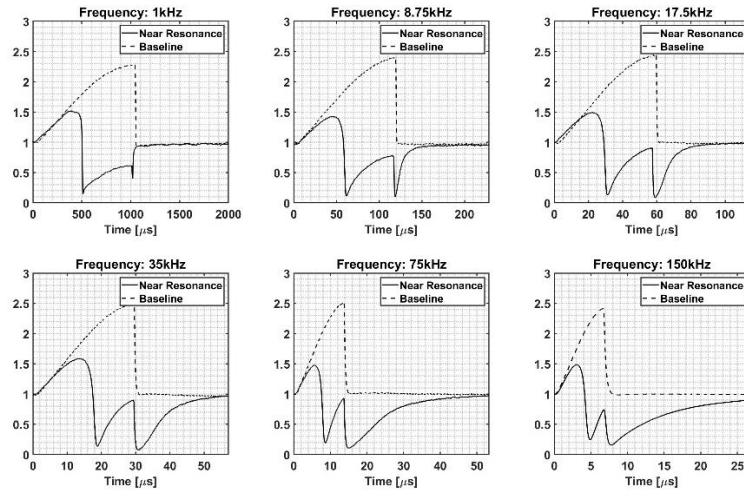 Frequency: 1kHz
3
2.5
2
1.5
1
0.5
0
Near Resonance
Baseline
0 500 1000 1500 2000
Time [μs]
Frequency: 8.75kHz
3
2.5
2
1.5
1
0.5
0
Near Resonance
Baseline
0 50 100 150 200
Time [μs]
Frequency: 17.5kHz
3
2.5
2
1.5
1
0.5
0
Near Resonance
Baseline
0 20 40 60 80 100
Time [μs]
Frequency: 35kHz
3
2.5
2
1.5
1
0.5
0
Near Resonance
Baseline
0 10 20 30 40 50
Time [μs]
Frequency: 75kHz
3
2.5
2
1.5
1
0.5
0
Near Resonance
Baseline
0 10 20 30 40 50
Time [μs]
Frequency: 150kHz
3
2.5
2
1.5
1
0.5
0
Near Resonance
Baseline
0 5 10 15 20 25
Time [μs]